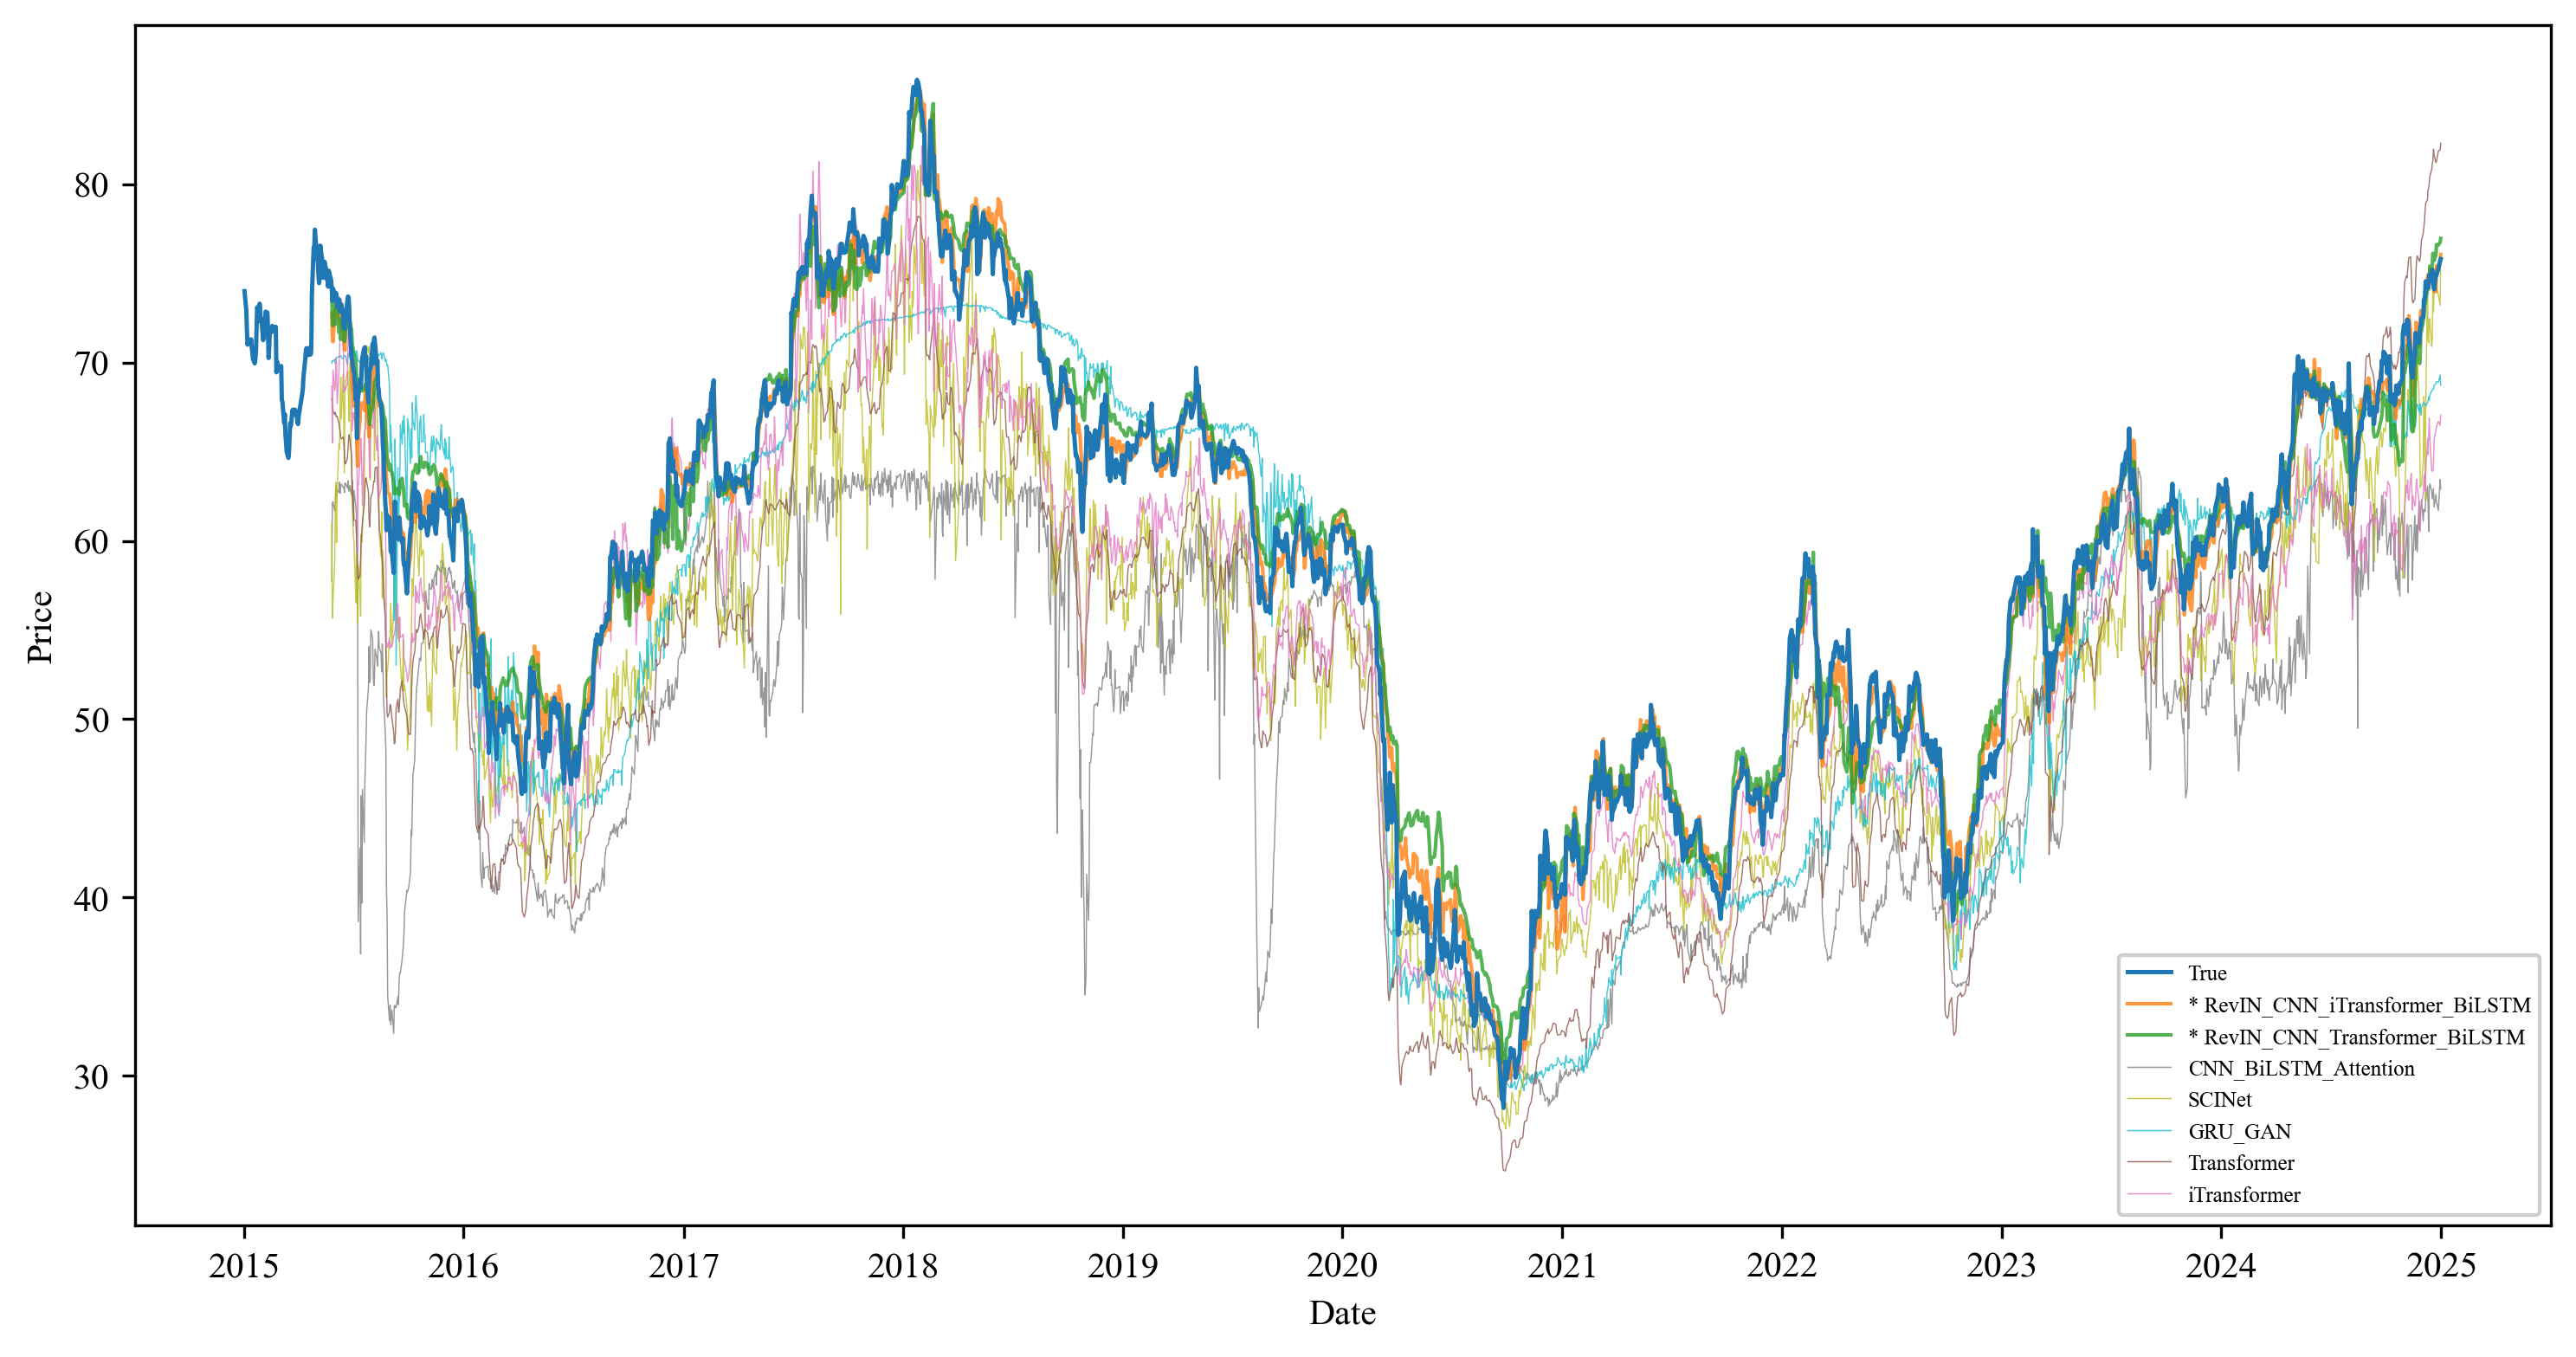 80
70
60
50
40
30
Price
2015 2016 2017 2018 2019 2020 2021 2022 2023 2024 2025
Date
True
* RevIN_CNN_iTransformer_BiLSTM
* RevIN_CNN_Transformer_BiLSTM
CNN_BiLSTM_Attention
SCINet
GRU_GAN
Transformer
iTransformer